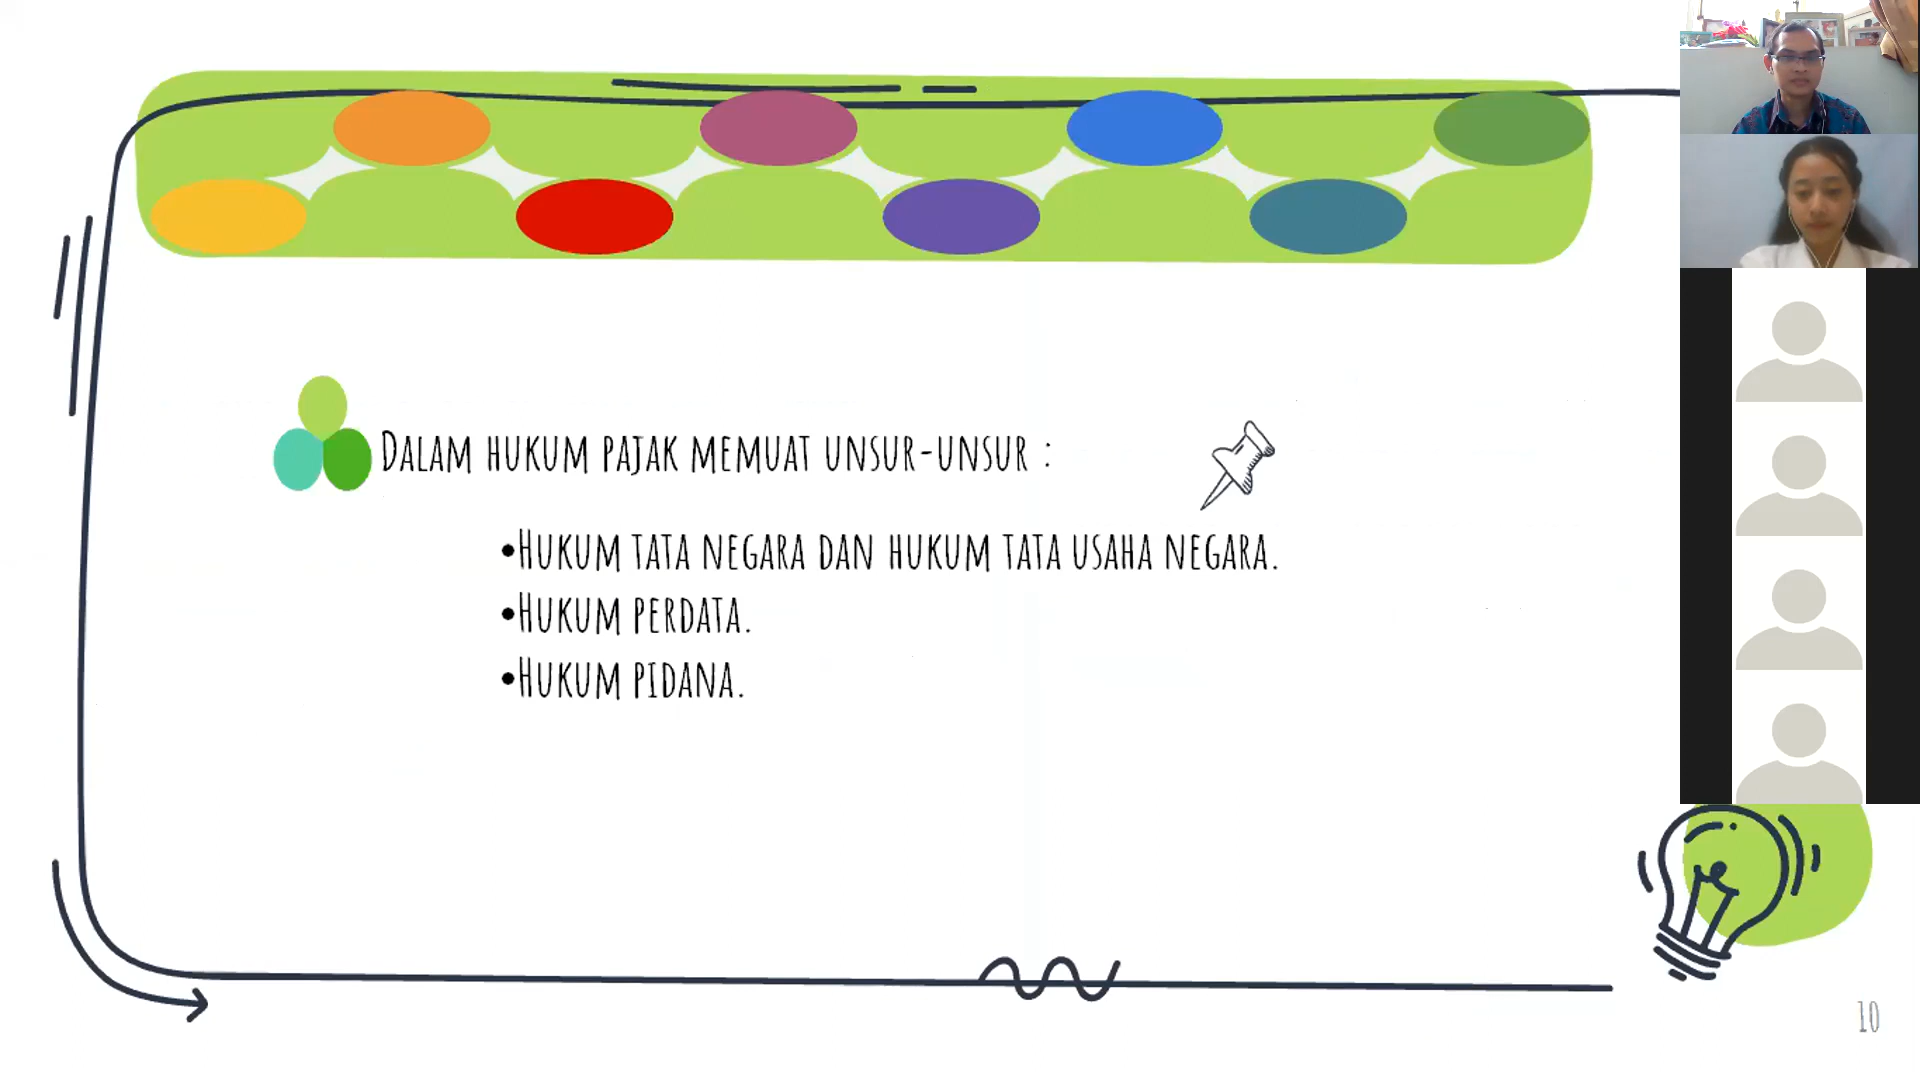 Dalam hukum pajak memuat unsur-unsur :
•Hukum tata negara dan hukum tata usaha negara.
•Hukum perdata.
•Hukum pidana.
10